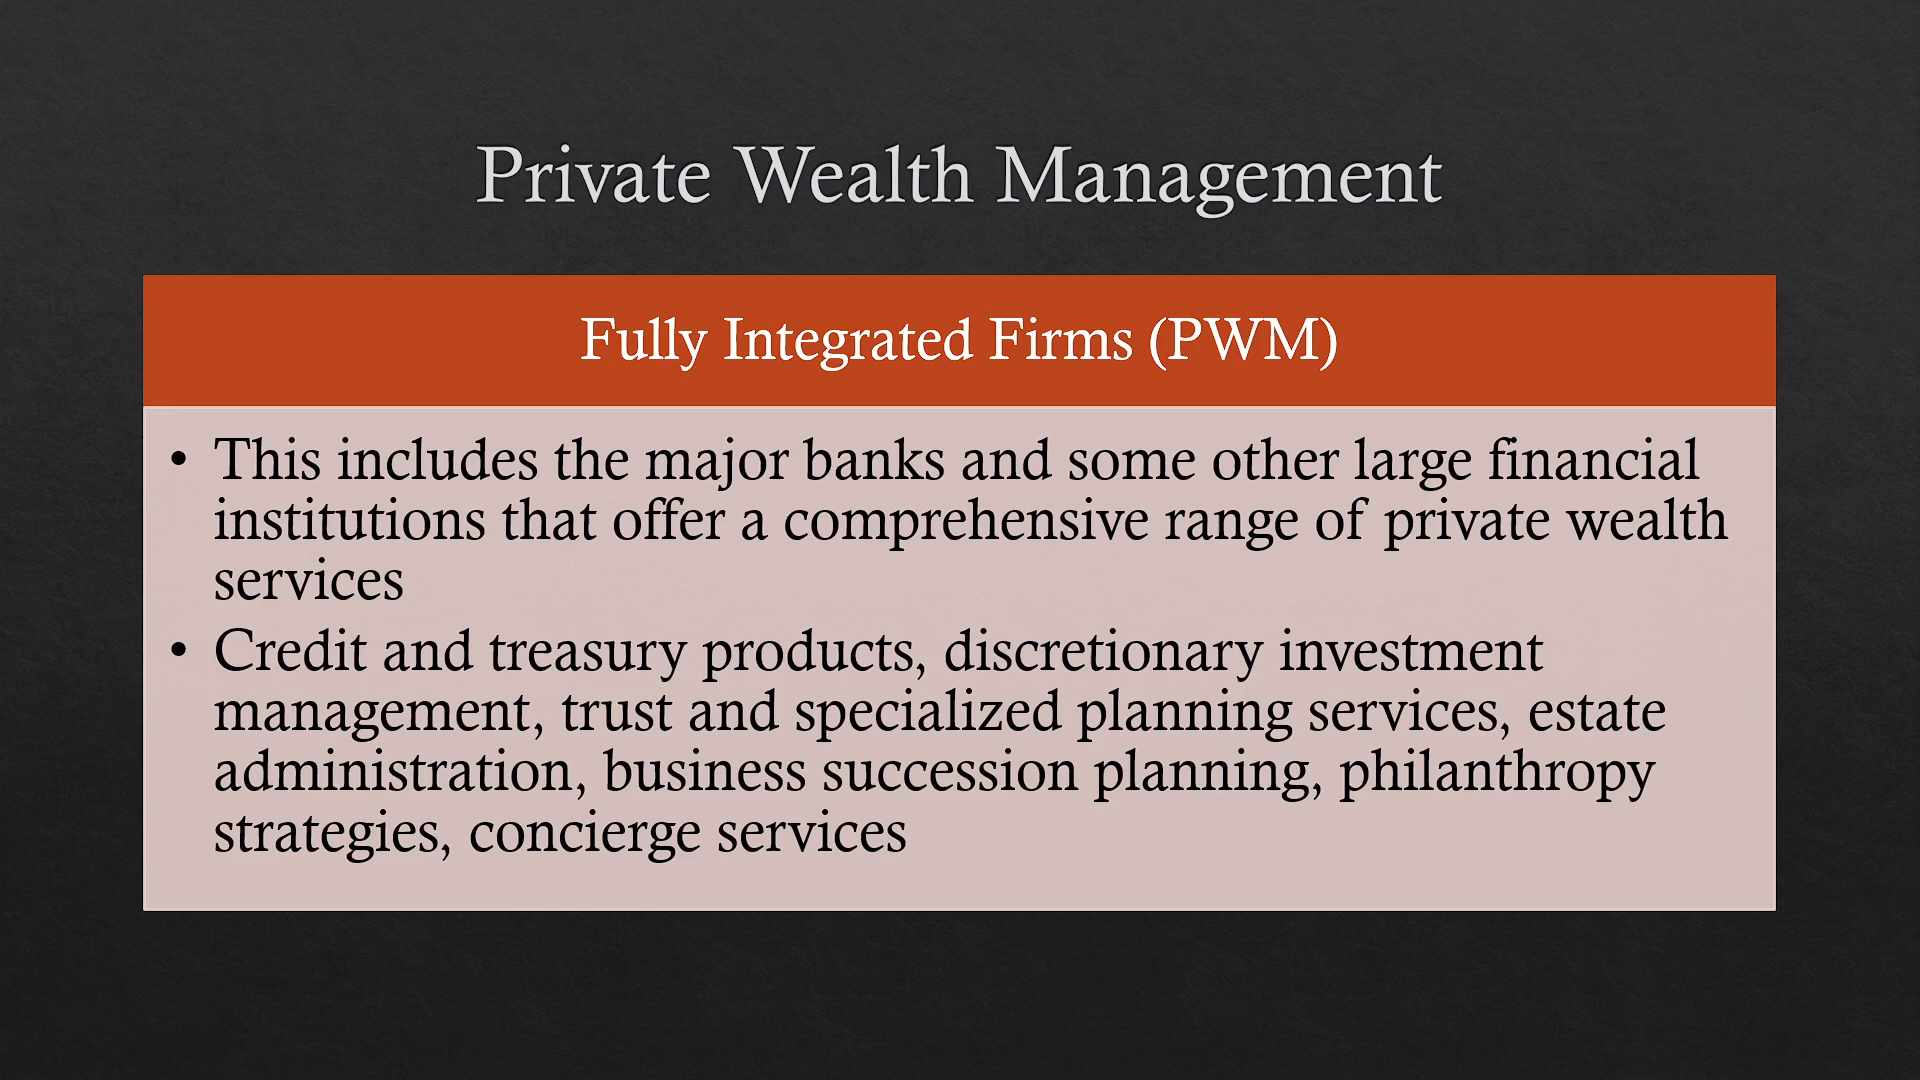 Private Wealth Management
Fully Integrated Firms (PWM)
• This includes the major banks and some other large financial
institutions that offer a comprehensive range of private wealth
services
• Credit and treasury products, discretionary investment
management, trust and specialized planning services, estate
administration, business succession planning, philanthropy
strategies, concierge services